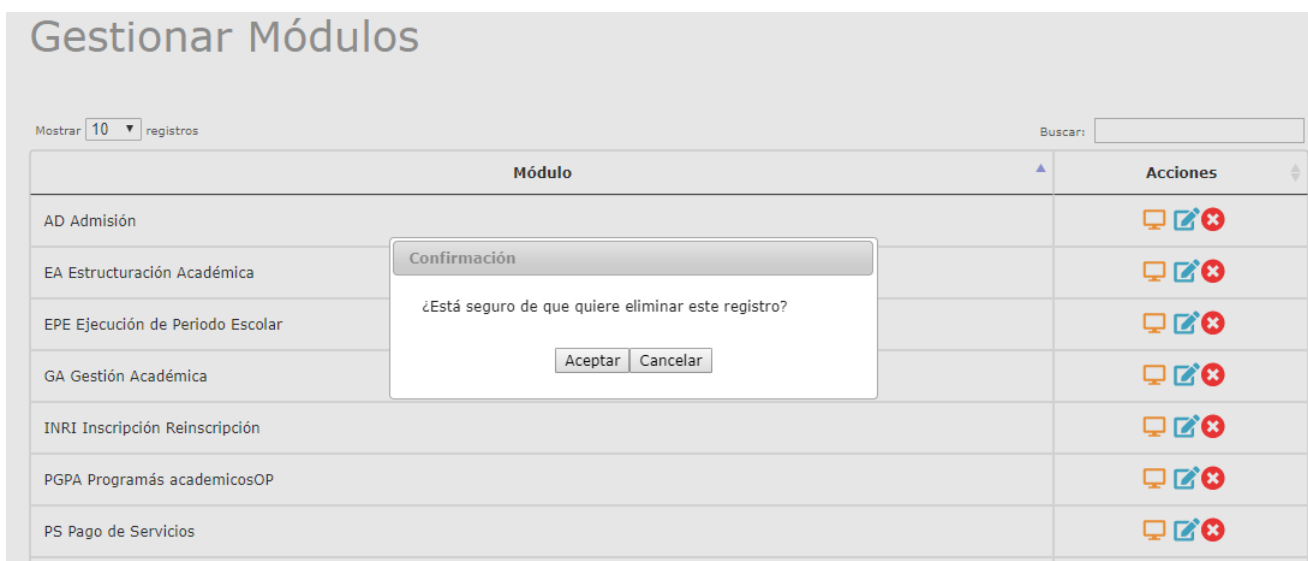 Gestionar Módulos
Mostrar 10 registros Buscar:
Módulo Acciones
AD Admisión
EA Estructuración Académica
EPE Ejecución de Periodo Escolar
GA Gestión Académica
INRI Inscripción Reinscripción
PGPA Programás academicosOP
PS Pago de Servicios
Confirmación
¿Está seguro de que quiere eliminar este registro?
Aceptar Cancelar